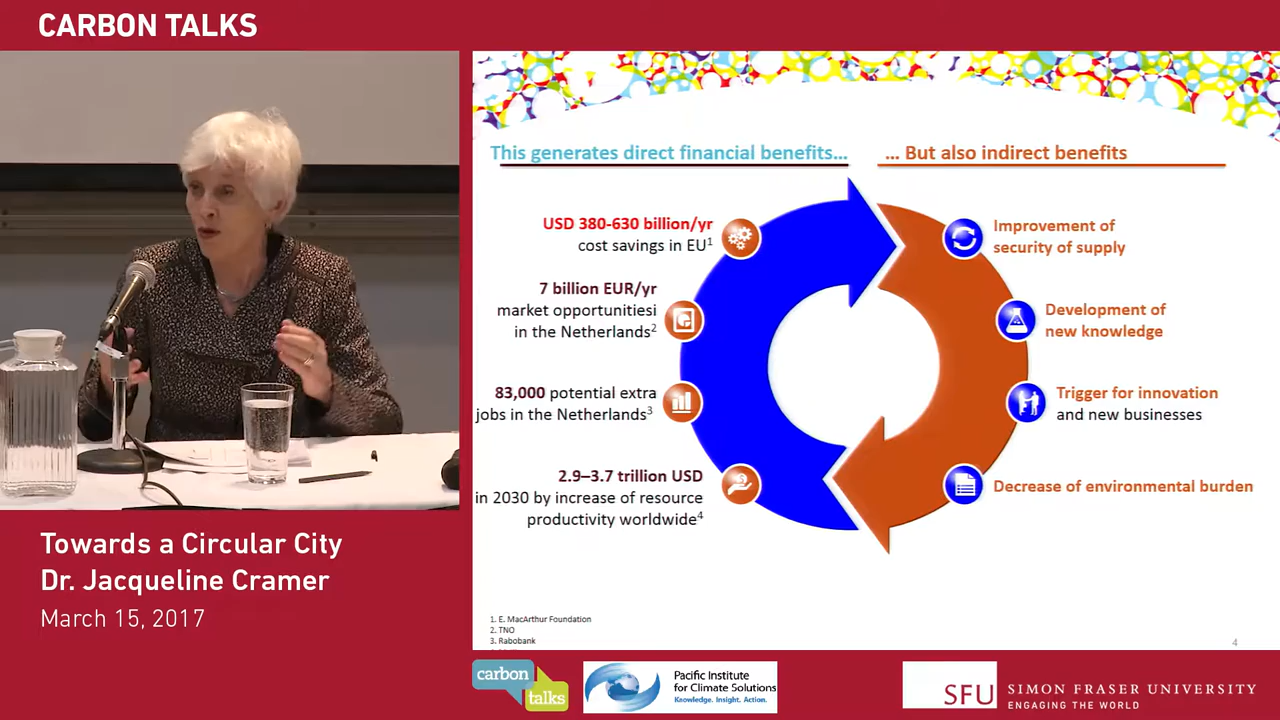 CARBON TALKS
This generates direct financial benefits…
… But also indirect benefits
USD 380-630 billion/yr
cost savings in EU1
7 billion EUR/yr
market opportunitiesi
in the Netherlands2
83,000 potential extra
jobs in the Netherlands3
2.9–3.7 trillion USD
in 2030 by increase of resource
productivity worldwide4
Improvement of
security of supply
Development of
new knowledge
Trigger for innovation
and new businesses
Decrease of environmental burden
1. E. MacArthur Foundation
2. TNO
3. Rabobank
4
Towards a Circular City
Dr. Jacqueline Cramer
March 15, 2017
carbon
talks
Pacific Institute
for Climate Solutions
Knowledge. Insight. Action.
SFU
SIMON FRASER UNIVERSITY
ENGAGING THE WORLD